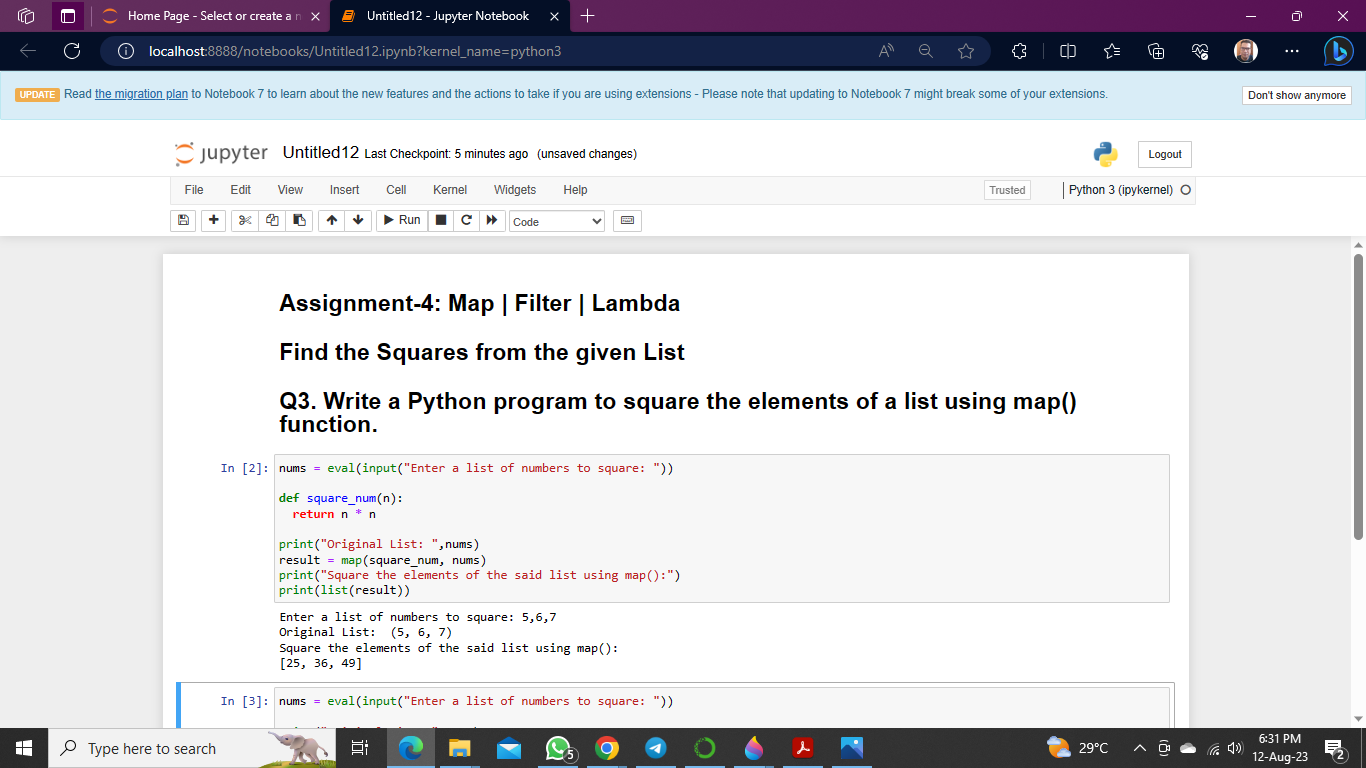 Home Page - Select or create a n
Untitled12 - Jupyter Notebook
localhost:8888/notebooks/Untitled12.ipynb?kernel_name=python3
UPDATE Read the migration plan to Notebook 7 to learn about the new features and the actions to take if you are using extensions - Please note that updating to Notebook 7 might break some of your extensions.
Don't show anymore
jupyter Untitled12 Last Checkpoint: 5 minutes ago (unsaved changes)
Logout
File Edit View Insert Cell Kernel Widgets Help
Trusted
Python 3 (ipykernel)
Run
Code
Assignment-4: Map | Filter | Lambda
Find the Squares from the given List
Q3. Write a Python program to square the elements of a list using map()
function.
In [2]: nums = eval(input("Enter a list of numbers to square: "))
def square_num(n):
return n * n
print("Original List: ",nums)
result = map(square_num, nums)
print("Square the elements of the said list using map():")
print(list(result))
Enter a list of numbers to square: 5,6,7
Original List:  (5, 6, 7)
Square the elements of the said list using map():
[25, 36, 49]
In [3]: nums = eval(input("Enter a list of numbers to square: "))
Type here to search
5
29°C
6:31 PM
12-Aug-23
2